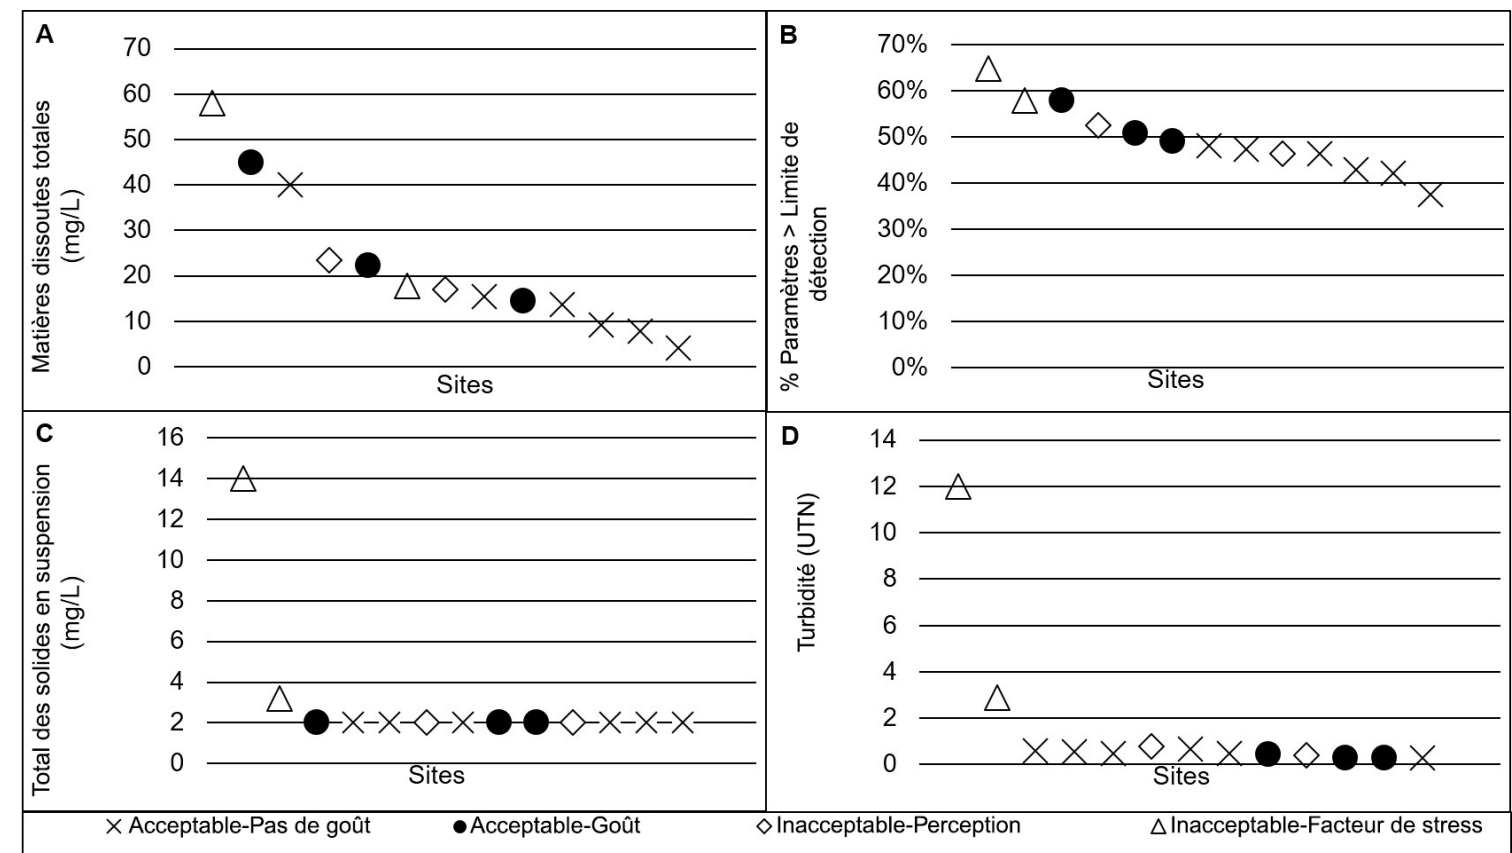 A
Matières dissoutes totales
(mg/L)
70
60
50
40
30
20
10
0
Sites
B
% Paramètres > Limite de
détection
70%
60%
50%
40%
30%
20%
10%
0%
Sites
C
Total des solides en suspension
(mg/L)
16
14
12
10
8
6
4
2
0
Sites
D
Turbidité (UTN)
14
12
10
8
6
4
2
0
Sites
Acceptable-Pas de goût
Acceptable-Goût
Inacceptable-Perception
Inacceptable-Facteur de stress